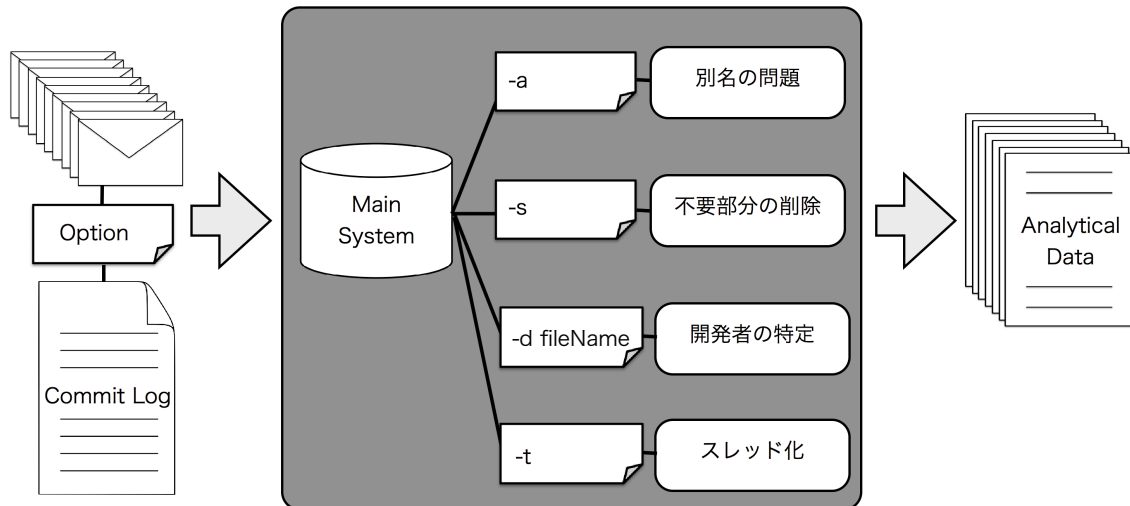 Option
Commit Log
Main
System
-a
別名の問題
-s
不要部分の削除
-d fileName
開発者の特定
-t
スレッド化
Analytical
Data